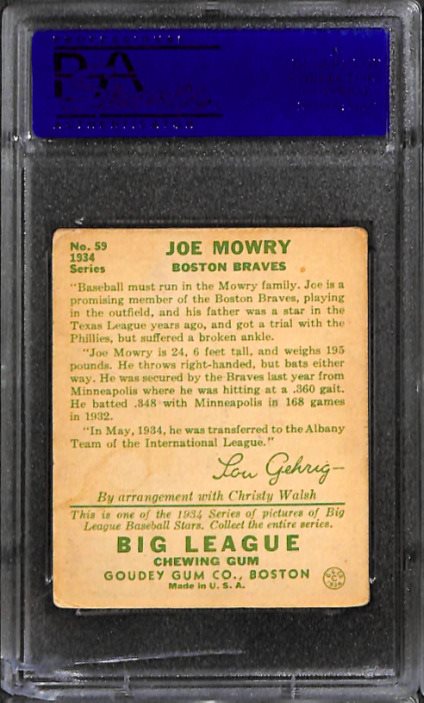 PSA
No. 59
1934
Series
JOE MOWRY
BOSTON BRAVES
"Baseball must run in the Mowry family. Joe is a
promising member of the Boston Braves, playing
in the outfield, and his father was a star in the
Texas League years ago, and got a trial with the
Phillies, but suffered a broken ankle.
"Joe Mowry is 24, 6 feet tall, and weighs 195
pounds. He throws right-handed, but bats either
way. He was secured by the Braves last year from
Minneapolis where he was hitting at a .360 gait.
He batted .348 with Minneapolis in 168 games
in 1932.
"In May, 1934, he was transferred to the Albany
Team of the International League."
Lou Gehrig
By arrangement with Christy Walsh
This is one of the 1934 Series of pictures of Big
League Baseball Stars. Collect the entire series.
BIG LEAGUE
CHEWING GUM
GOUDEY GUM CO., BOSTON
Made in U. S. A.